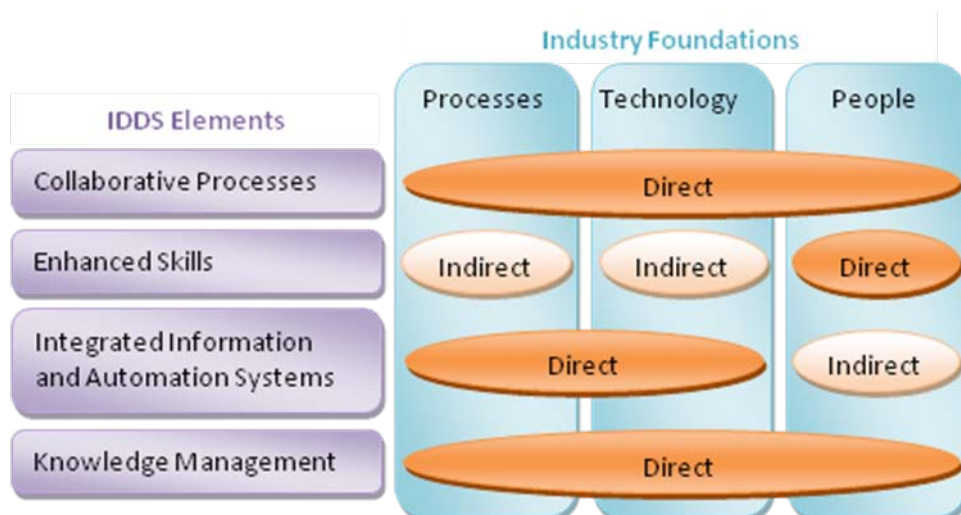 Industry Foundations
Processes Technology People
IDDS Elements
Collaborative Processes
Direct
Enhanced Skills
Indirect Indirect Direct
Integrated Information
and Automation Systems
Direct Indirect
Knowledge Management
Direct